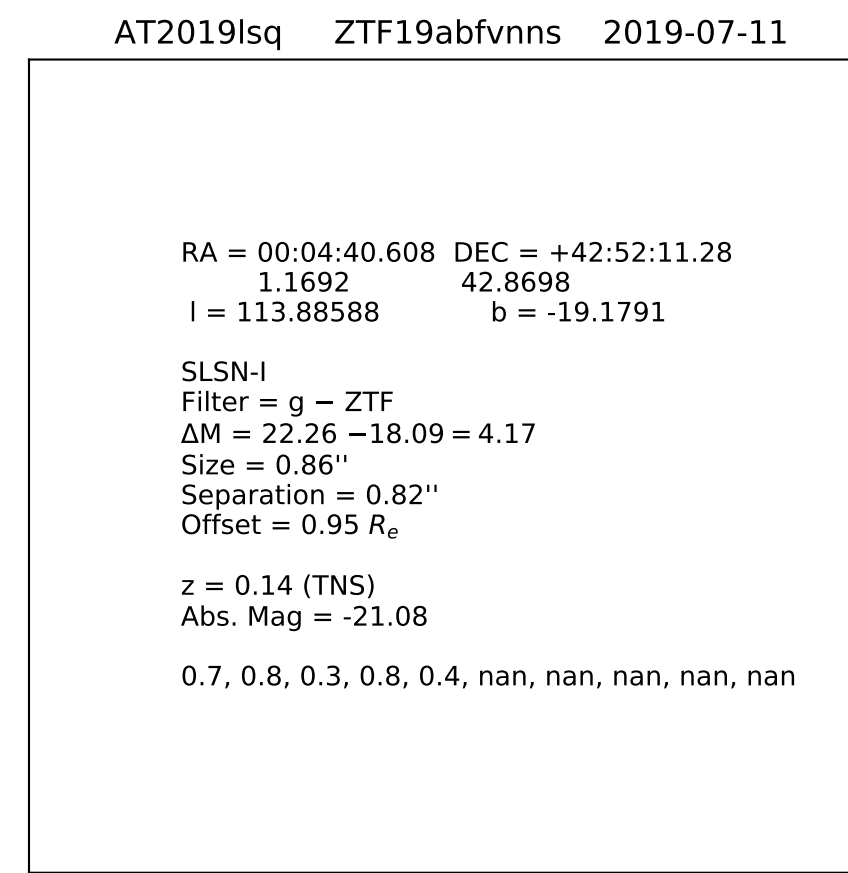 AT2019lsq ZTF19abfvnns 2019-07-11
RA = 00:04:40.608 DEC = +42:52:11.28
1.1692 42.8698
l = 113.88588 b = -19.1791
SLSN-I
Filter = g − ZTF
ΔM = 22.26 −18.09 = 4.17
Size = 0.86''
Separation = 0.82''
Offset = 0.95 Re
z = 0.14 (TNS)
Abs. Mag = -21.08
0.7, 0.8, 0.3, 0.8, 0.4, nan, nan, nan, nan, nan